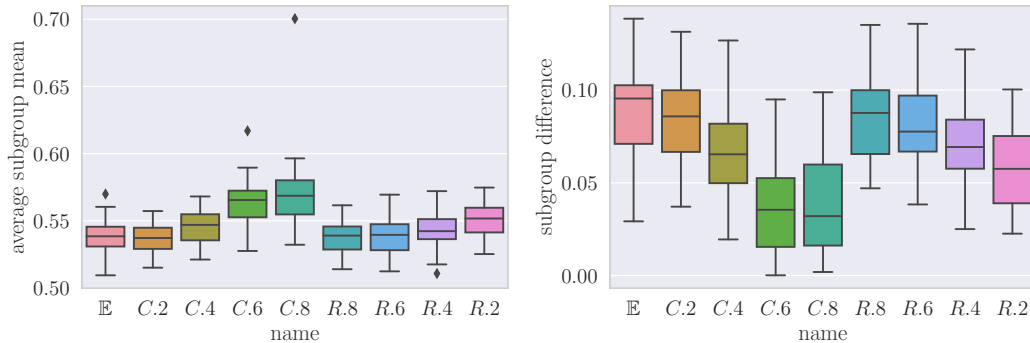 average subgroup mean
0.70
0.65
0.60
0.55
0.50
𝔼 C.2 C.4 C.6 C.8 R.8 R.6 R.4 R.2
name
subgroup difference
0.10
0.05
0.00
𝔼 C.2 C.4 C.6 C.8 R.8 R.6 R.4 R.2
name